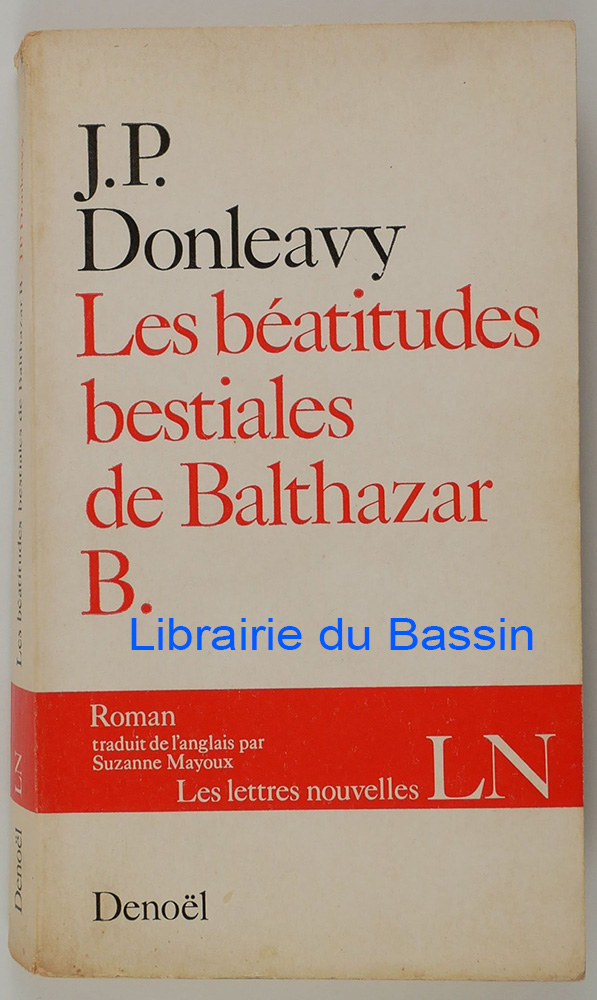 J.P.
Donleavy
Les béatitudes
bestiales
de Balthazar
B.
Librairie du Bassin
Roman
traduit de l'anglais par
Suzanne Mayoux
Les lettres nouvelles LN
Denoël
Les béatitudes bestiales de Balthazar B. J.P. Donleavy
LN
Denoël